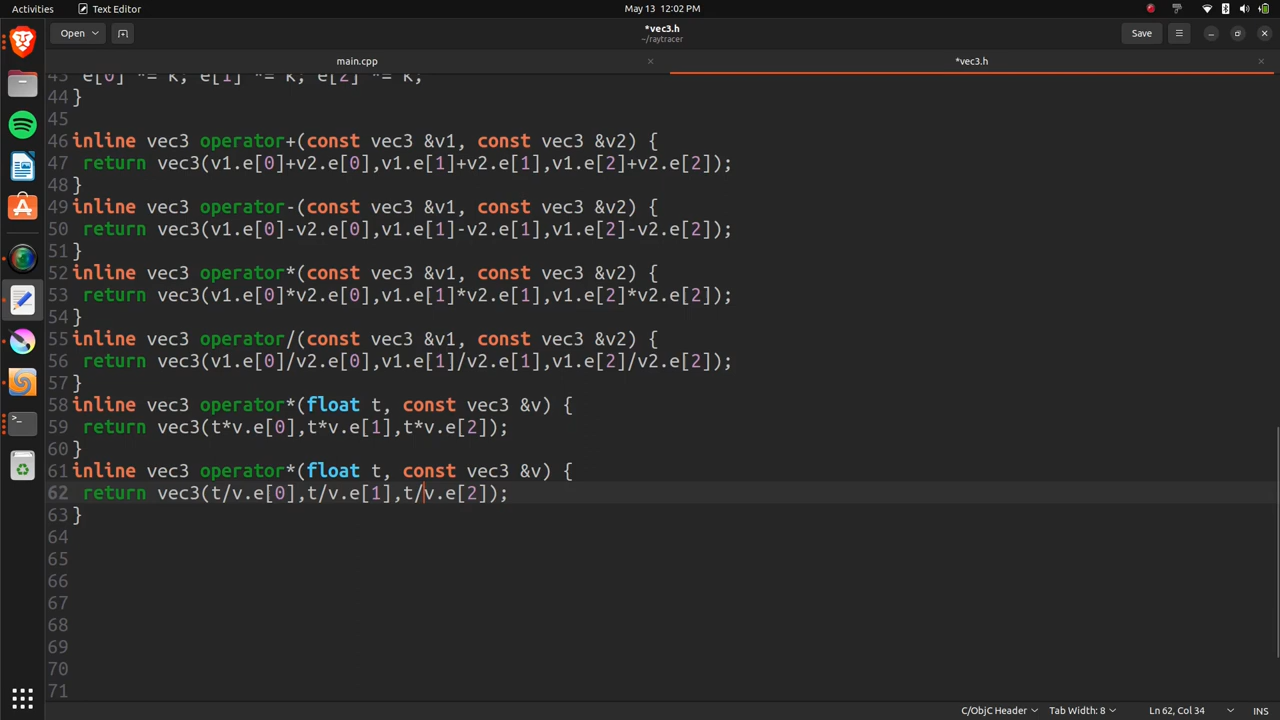 Activities
Text Editor
May 13 12:02 PM
Open
*vec3.h
~/raytracer
Save
main.cpp
*vec3.h
43 e[0] *= k; e[1] *= k; e[2] *= k;
44 }
45
46 inline vec3 operator+(const vec3 &v1, const vec3 &v2) {
47 return vec3(v1.e[0]+v2.e[0],v1.e[1]+v2.e[1],v1.e[2]+v2.e[2]);
48 }
49 inline vec3 operator-(const vec3 &v1, const vec3 &v2) {
50 return vec3(v1.e[0]-v2.e[0],v1.e[1]-v2.e[1],v1.e[2]-v2.e[2]);
51 }
52 inline vec3 operator*(const vec3 &v1, const vec3 &v2) {
53 return vec3(v1.e[0]*v2.e[0],v1.e[1]*v2.e[1],v1.e[2]*v2.e[2]);
54 }
55 inline vec3 operator/(const vec3 &v1, const vec3 &v2) {
56 return vec3(v1.e[0]/v2.e[0],v1.e[1]/v2.e[1],v1.e[2]/v2.e[2]);
57 }
58 inline vec3 operator*(float t, const vec3 &v) {
59 return vec3(t*v.e[0],t*v.e[1],t*v.e[2]);
60 }
61 inline vec3 operator*(float t, const vec3 &v) {
62 return vec3(t/v.e[0],t/v.e[1],t/v.e[2]);
63 }
64
65
66
67
68
69
70
71
C/ObjC Header
Tab Width: 8
Ln 62, Col 34
INS